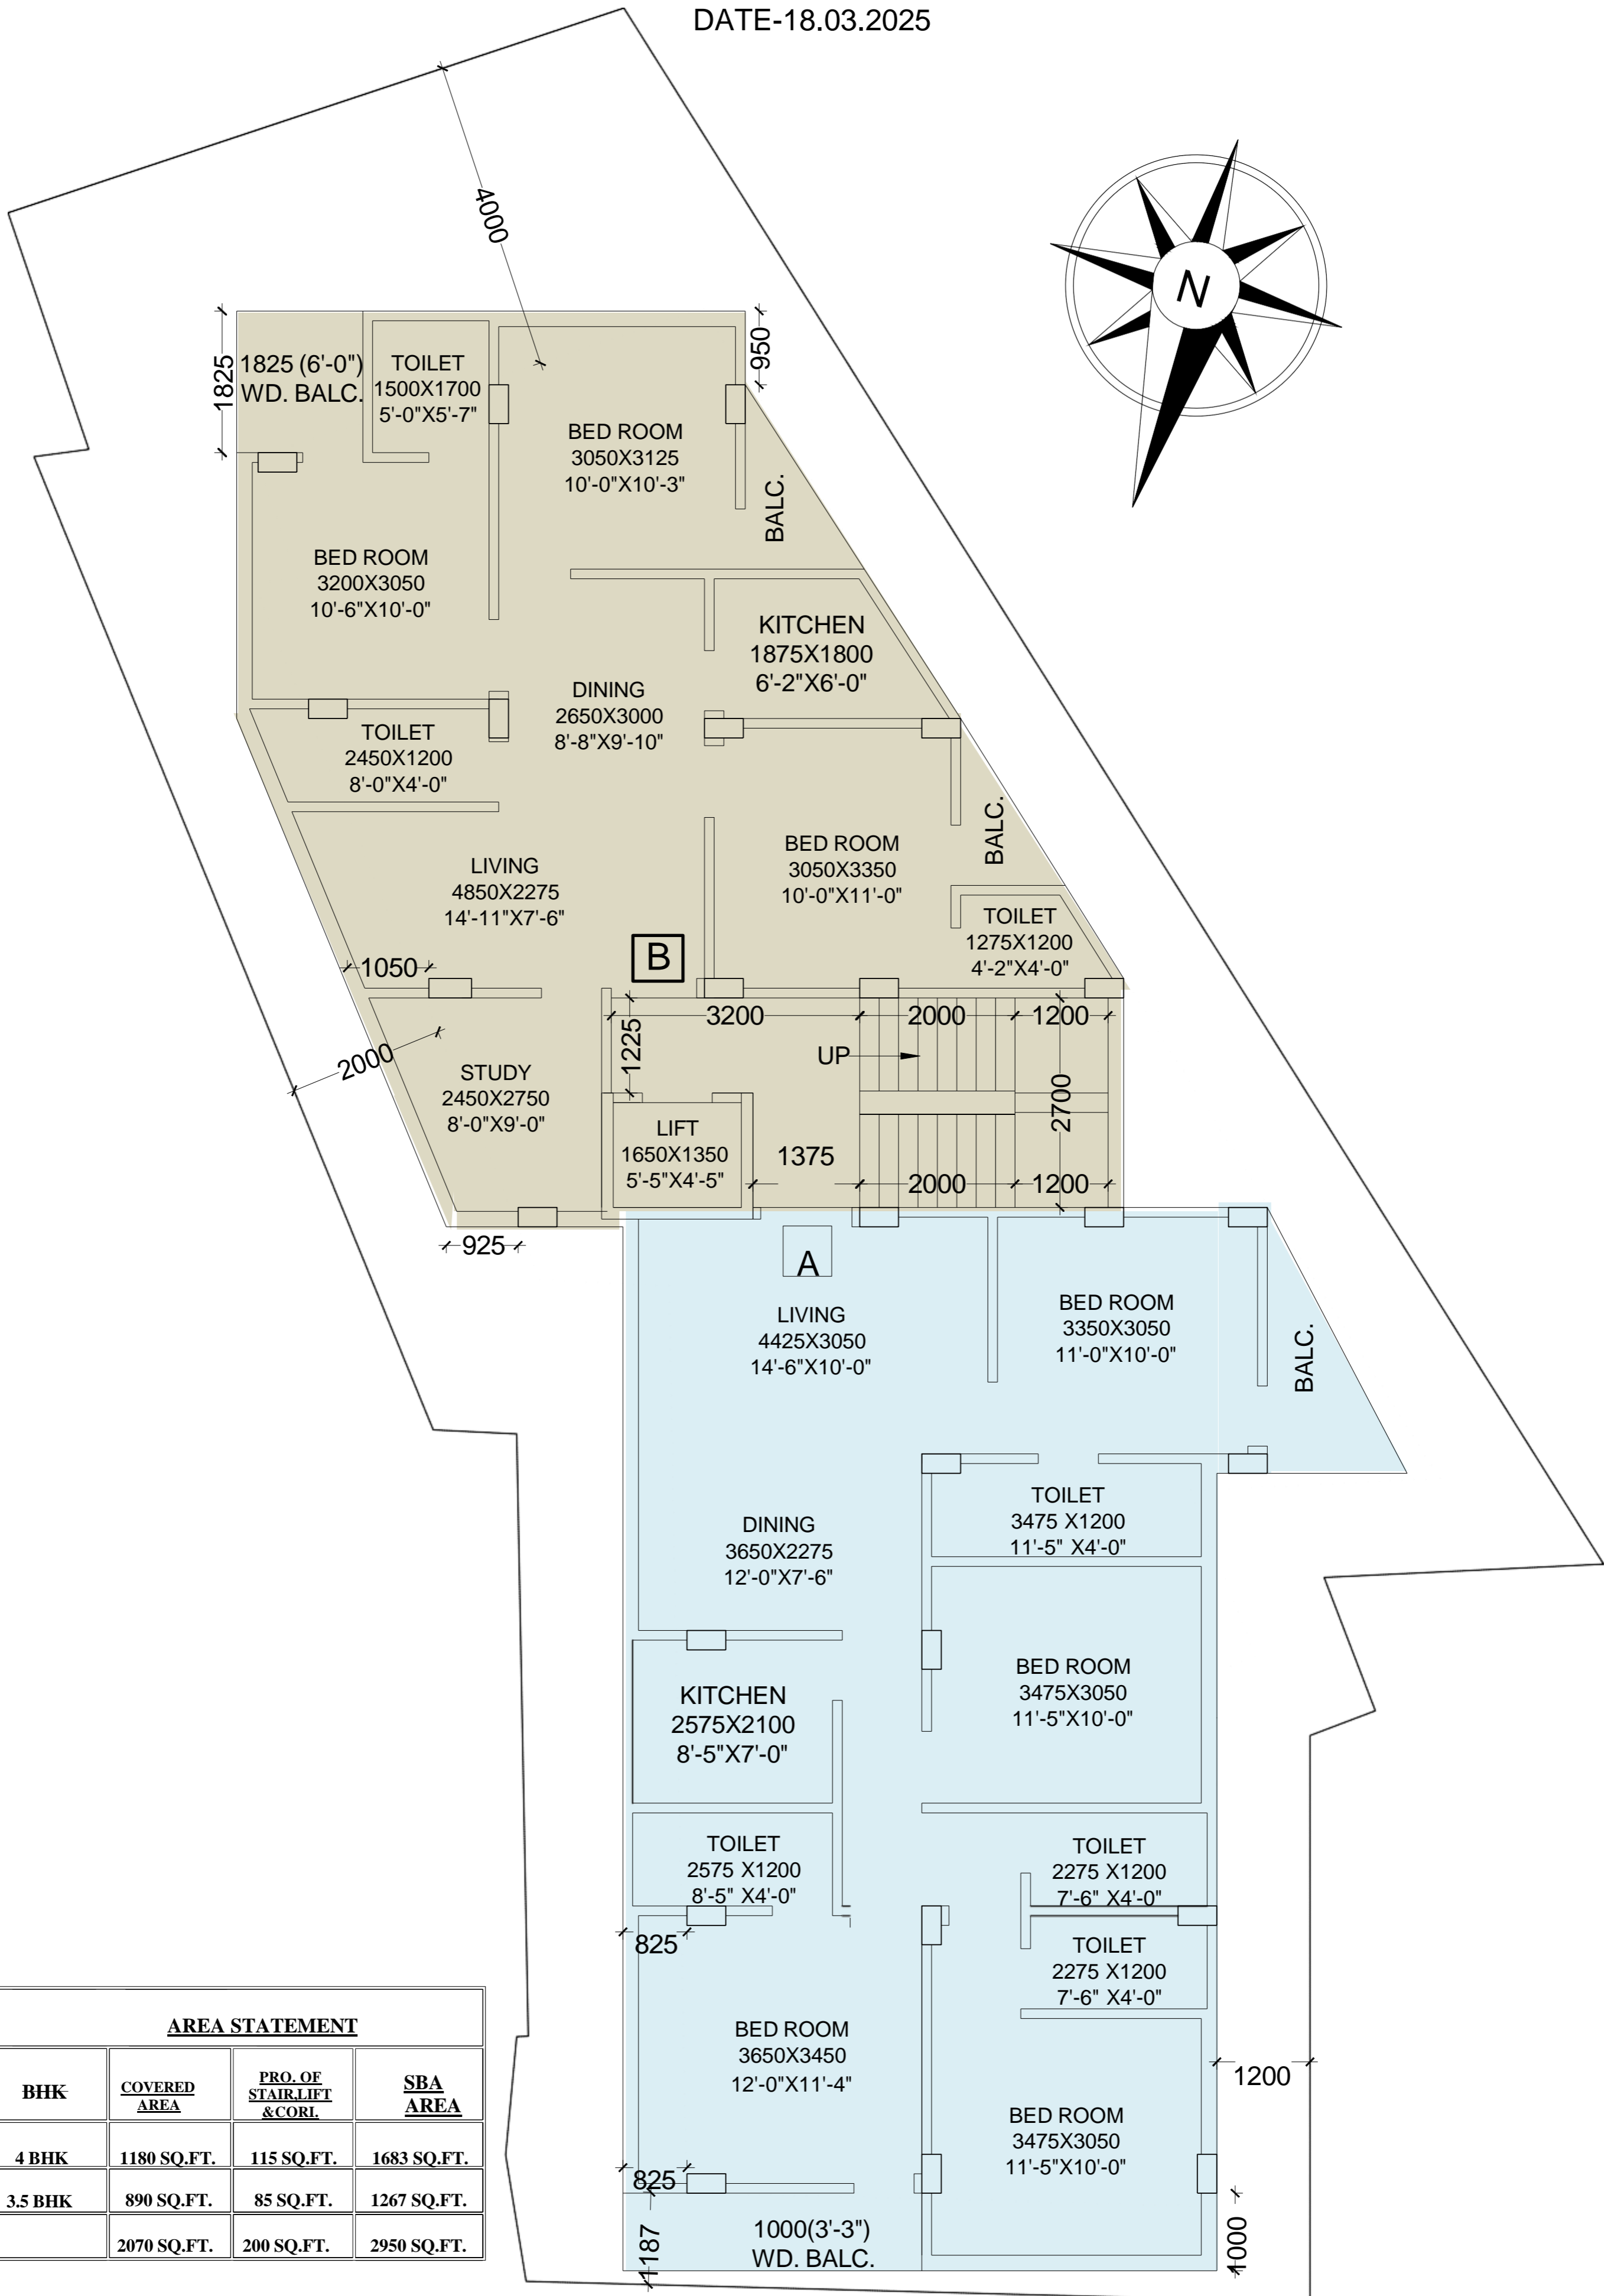 DATE-18.03.2025
4000
N
1825
1825 (6'-0")
WD. BALC.
TOILET
1500X1700
5'-0"X5'-7"
950
BED ROOM
3050X3125
10'-0"X10'-3"
BALC.
BED ROOM
3200X3050
10'-6"X10'-0"
KITCHEN
1875X1800
6'-2"X6'-0"
DINING
2650X3000
8'-8"X9'-10"
TOILET
2450X1200
8'-0"X4'-0"
BALC.
BED ROOM
3050X3350
10'-0"X11'-0"
LIVING
4850X2275
14'-11"X7'-6"
TOILET
1275X1200
4'-2"X4'-0"
B
1050
3200
2000
1200
1225
UP
2000
2700
STUDY
2450X2750
8'-0"X9'-0"
LIFT
1650X1350
5'-5"X4'-5"
1375
2000
1200
925
A
LIVING
4425X3050
14'-6"X10'-0"
BED ROOM
3350X3050
11'-0"X10'-0"
BALC.
TOILET
3475 X1200
11'-5" X4'-0"
DINING
3650X2275
12'-0"X7'-6"
BED ROOM
3475X3050
11'-5"X10'-0"
KITCHEN
2575X2100
8'-5"X7'-0"
TOILET
2575 X1200
8'-5" X4'-0"
TOILET
2275 X1200
7'-6" X4'-0"
825
TOILET
2275 X1200
7'-6" X4'-0"
BED ROOM
3650X3450
12'-0"X11'-4"
1200
BED ROOM
3475X3050
11'-5"X10'-0"
825
1187
1000(3'-3")
WD. BALC.
1000
AREA STATEMENT
BHK
COVERED
AREA
PRO. OF
STAIR,LIFT
&CORI.
SBA
AREA
4 BHK 1180 SQ.FT. 115 SQ.FT. 1683 SQ.FT.
3.5 BHK 890 SQ.FT. 85 SQ.FT. 1267 SQ.FT.
2070 SQ.FT. 200 SQ.FT. 2950 SQ.FT.